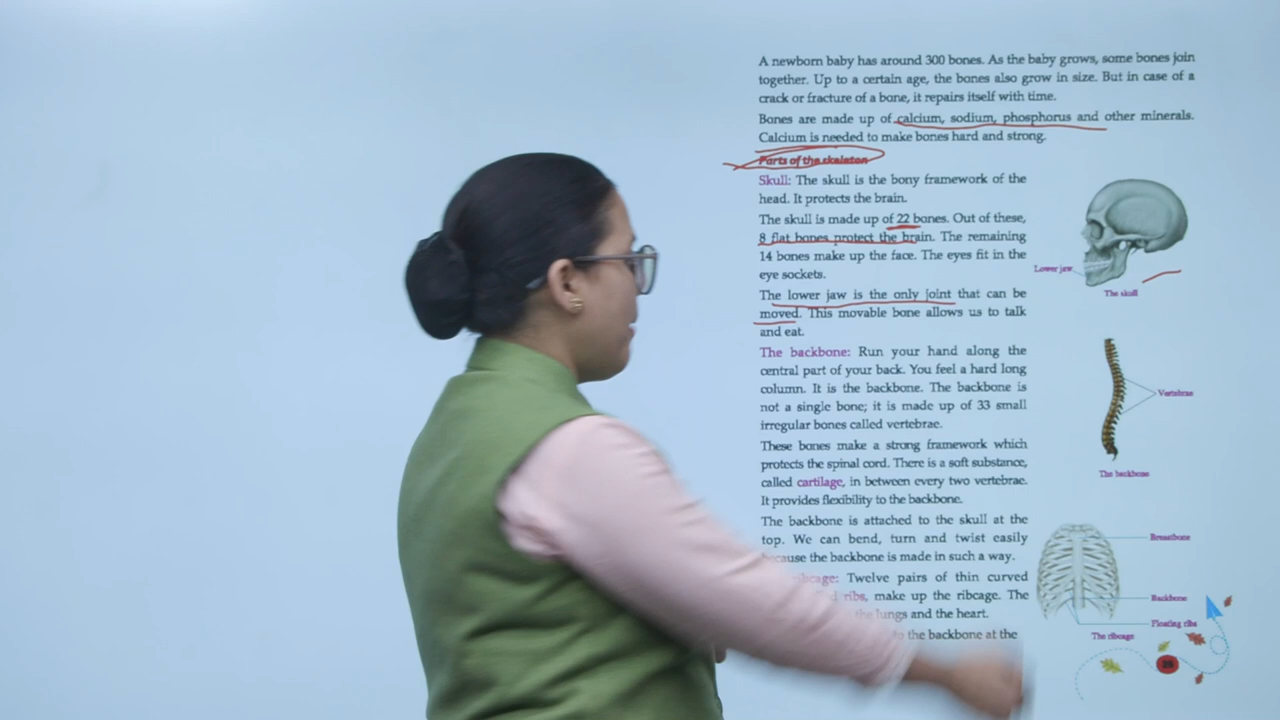 A newborn baby has around 300 bones. As the baby grows, some bones join
together. Up to a certain age, the bones also grow in size. But in case of a
crack or fracture of a bone, it repairs itself with time.
Bones are made up of calcium, sodium, phosphorus and other minerals.
Calcium is needed to make bones hard and strong.
Parts of the skeleton
Skull: The skull is the bony framework of the
head. It protects the brain.
The skull is made up of 22 bones. Out of these,
8 flat bones protect the brain. The remaining
14 bones make up the face. The eyes fit in the
eye sockets.
The lower jaw is the only joint that can be
moved. This movable bone allows us to talk
and eat.
Lower jaw
The skull
The backbone: Run your hand along the
central part of your back. You feel a hard long
column. It is the backbone. The backbone is
not a single bone; it is made up of 33 small
irregular bones called vertebrae.
Vertebrae
The backbone
These bones make a strong framework which
protects the spinal cord. There is a soft substance,
called cartilage, in between every two vertebrae.
It provides flexibility to the backbone.
The backbone is attached to the skull at the
top. We can bend, turn and twist easily
because the backbone is made in such a way.
ribcage: Twelve pairs of thin curved
ribs, make up the ribcage. The
the lungs and the heart.
to the backbone at the
Breastbone
Backbone
Floating ribs
The ribcage